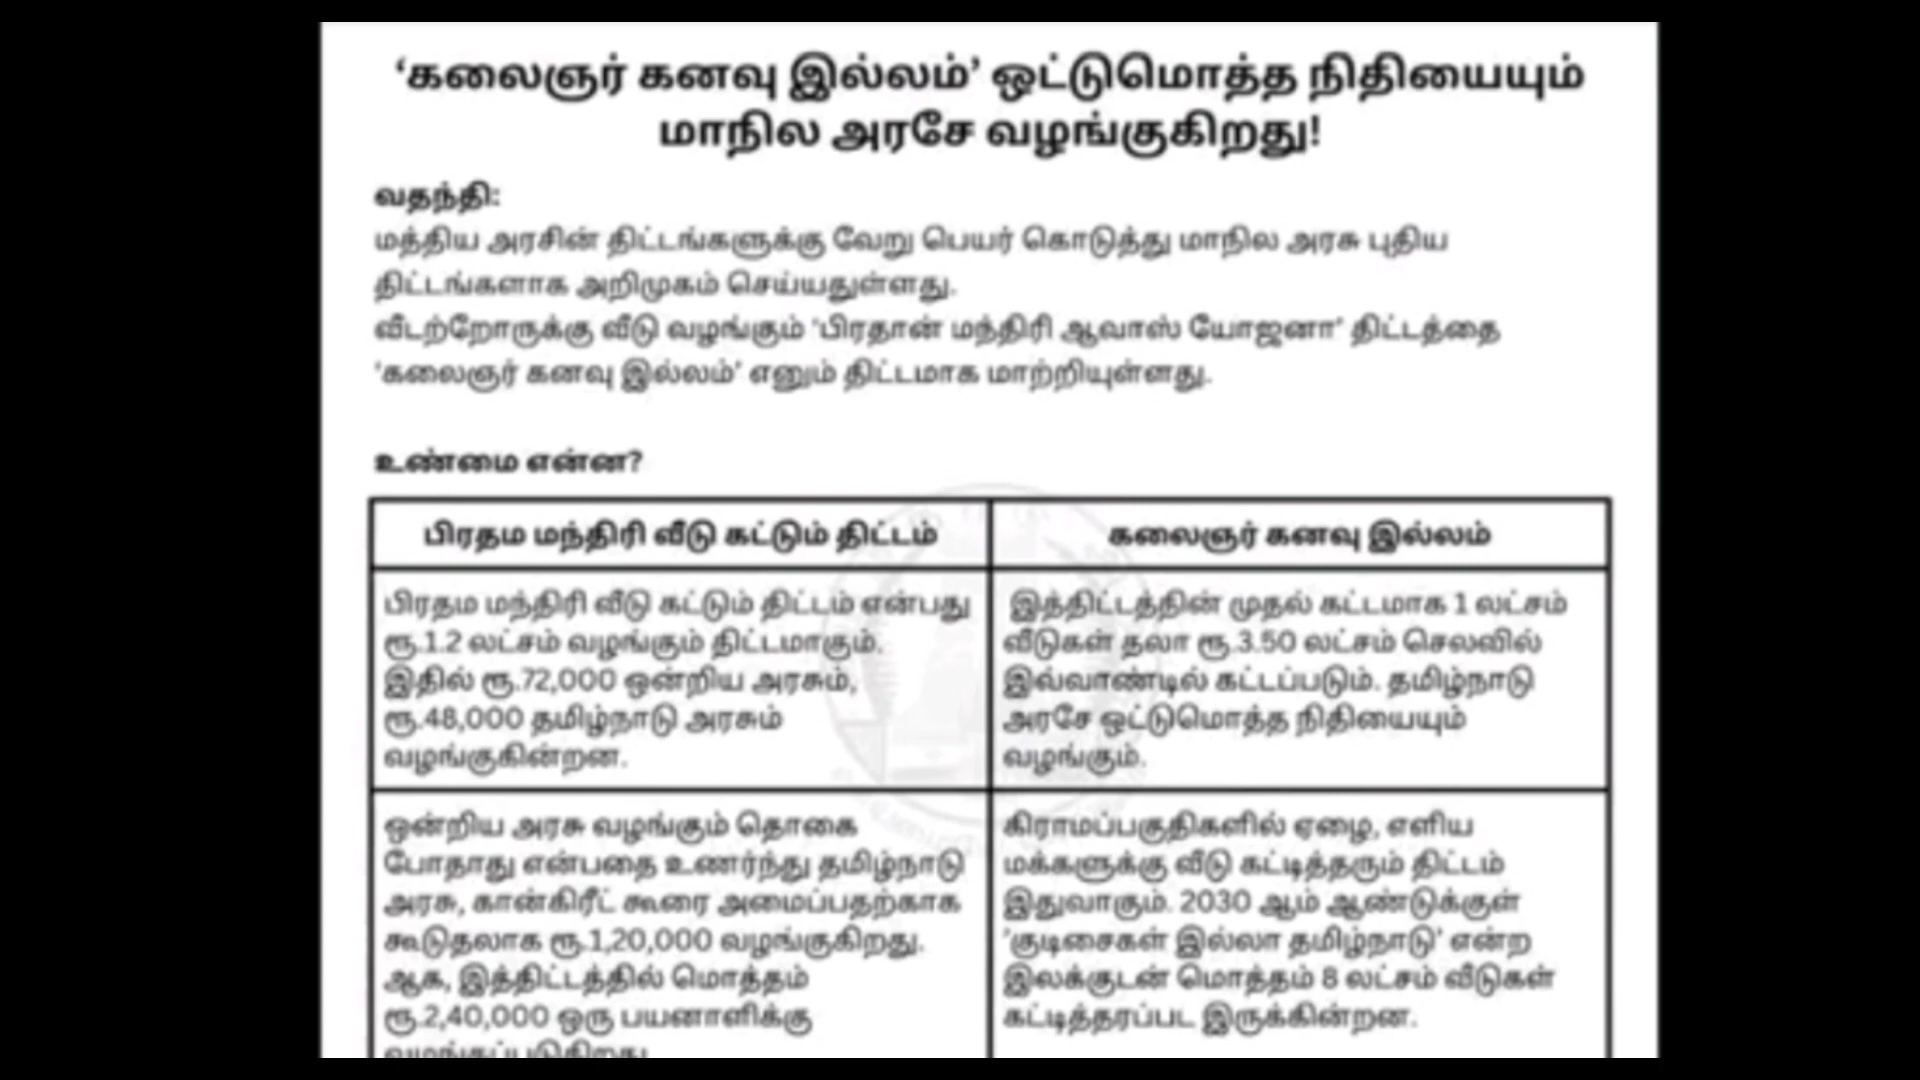 ‘கலைஞர் கனவு இல்லம்’ ஒட்டுமொத்த நிதியையும்
மாநில அரசே வழங்குகிறது!
வதந்தி:
மத்திய அரசின் திட்டங்களுக்கு வேறு பெயர் கொடுத்து மாநில அரசு புதிய
திட்டங்களாக அறிமுகம் செய்யதுள்ளது.
வீடற்றோருக்கு வீடு வழங்கும் 'பிரதான் மந்திரி ஆவாஸ் யோஜனா' திட்டத்தை
'கலைஞர் கனவு இல்லம்' எனும் திட்டமாக மாற்றியுள்ளது.
உண்மை என்ன?
பிரதம மந்திரி வீடு கட்டும் திட்டம்
பிரதம மந்திரி வீடு கட்டும் திட்டம் என்பது
ரூ.1.2 லட்சம் வழங்கும் திட்டமாகும்.
இதில் ரூ.72,000 ஒன்றிய அரசும்,
ரூ.48,000 தமிழ்நாடு அரசும்
வழங்குகின்றன.
ஒன்றிய அரசு வழங்கும் தொகை
போதாது என்பதை உணர்ந்து தமிழ்நாடு
அரசு, கான்கிரீட் கூரை அமைப்பதற்காக
கூடுதலாக ரூ.1,20,000 வழங்குகிறது.
ஆக, இத்திட்டத்தில் மொத்தம்
ரூ.2,40,000 ஒரு பயனாளிக்கு
வழங்கப்படுகிறது.
கலைஞர் கனவு இல்லம்
இத்திட்டத்தின் முதல் கட்டமாக 1 லட்சம்
வீடுகள் தலா ரூ.3.50 லட்சம் செலவில்
இவ்வாண்டில் கட்டப்படும். தமிழ்நாடு
அரசே ஒட்டுமொத்த நிதியையும்
வழங்கும்.
கிராமப்பகுதிகளில் ஏழை, எளிய
மக்களுக்கு வீடு கட்டித்தரும் திட்டம்
இதுவாகும். 2030 ஆம் ஆண்டுக்குள்
'குடிசைகள் இல்லா தமிழ்நாடு' என்ற
இலக்குடன் மொத்தம் 8 லட்சம் வீடுகள்
கட்டித்தரப்பட இருக்கின்றன.